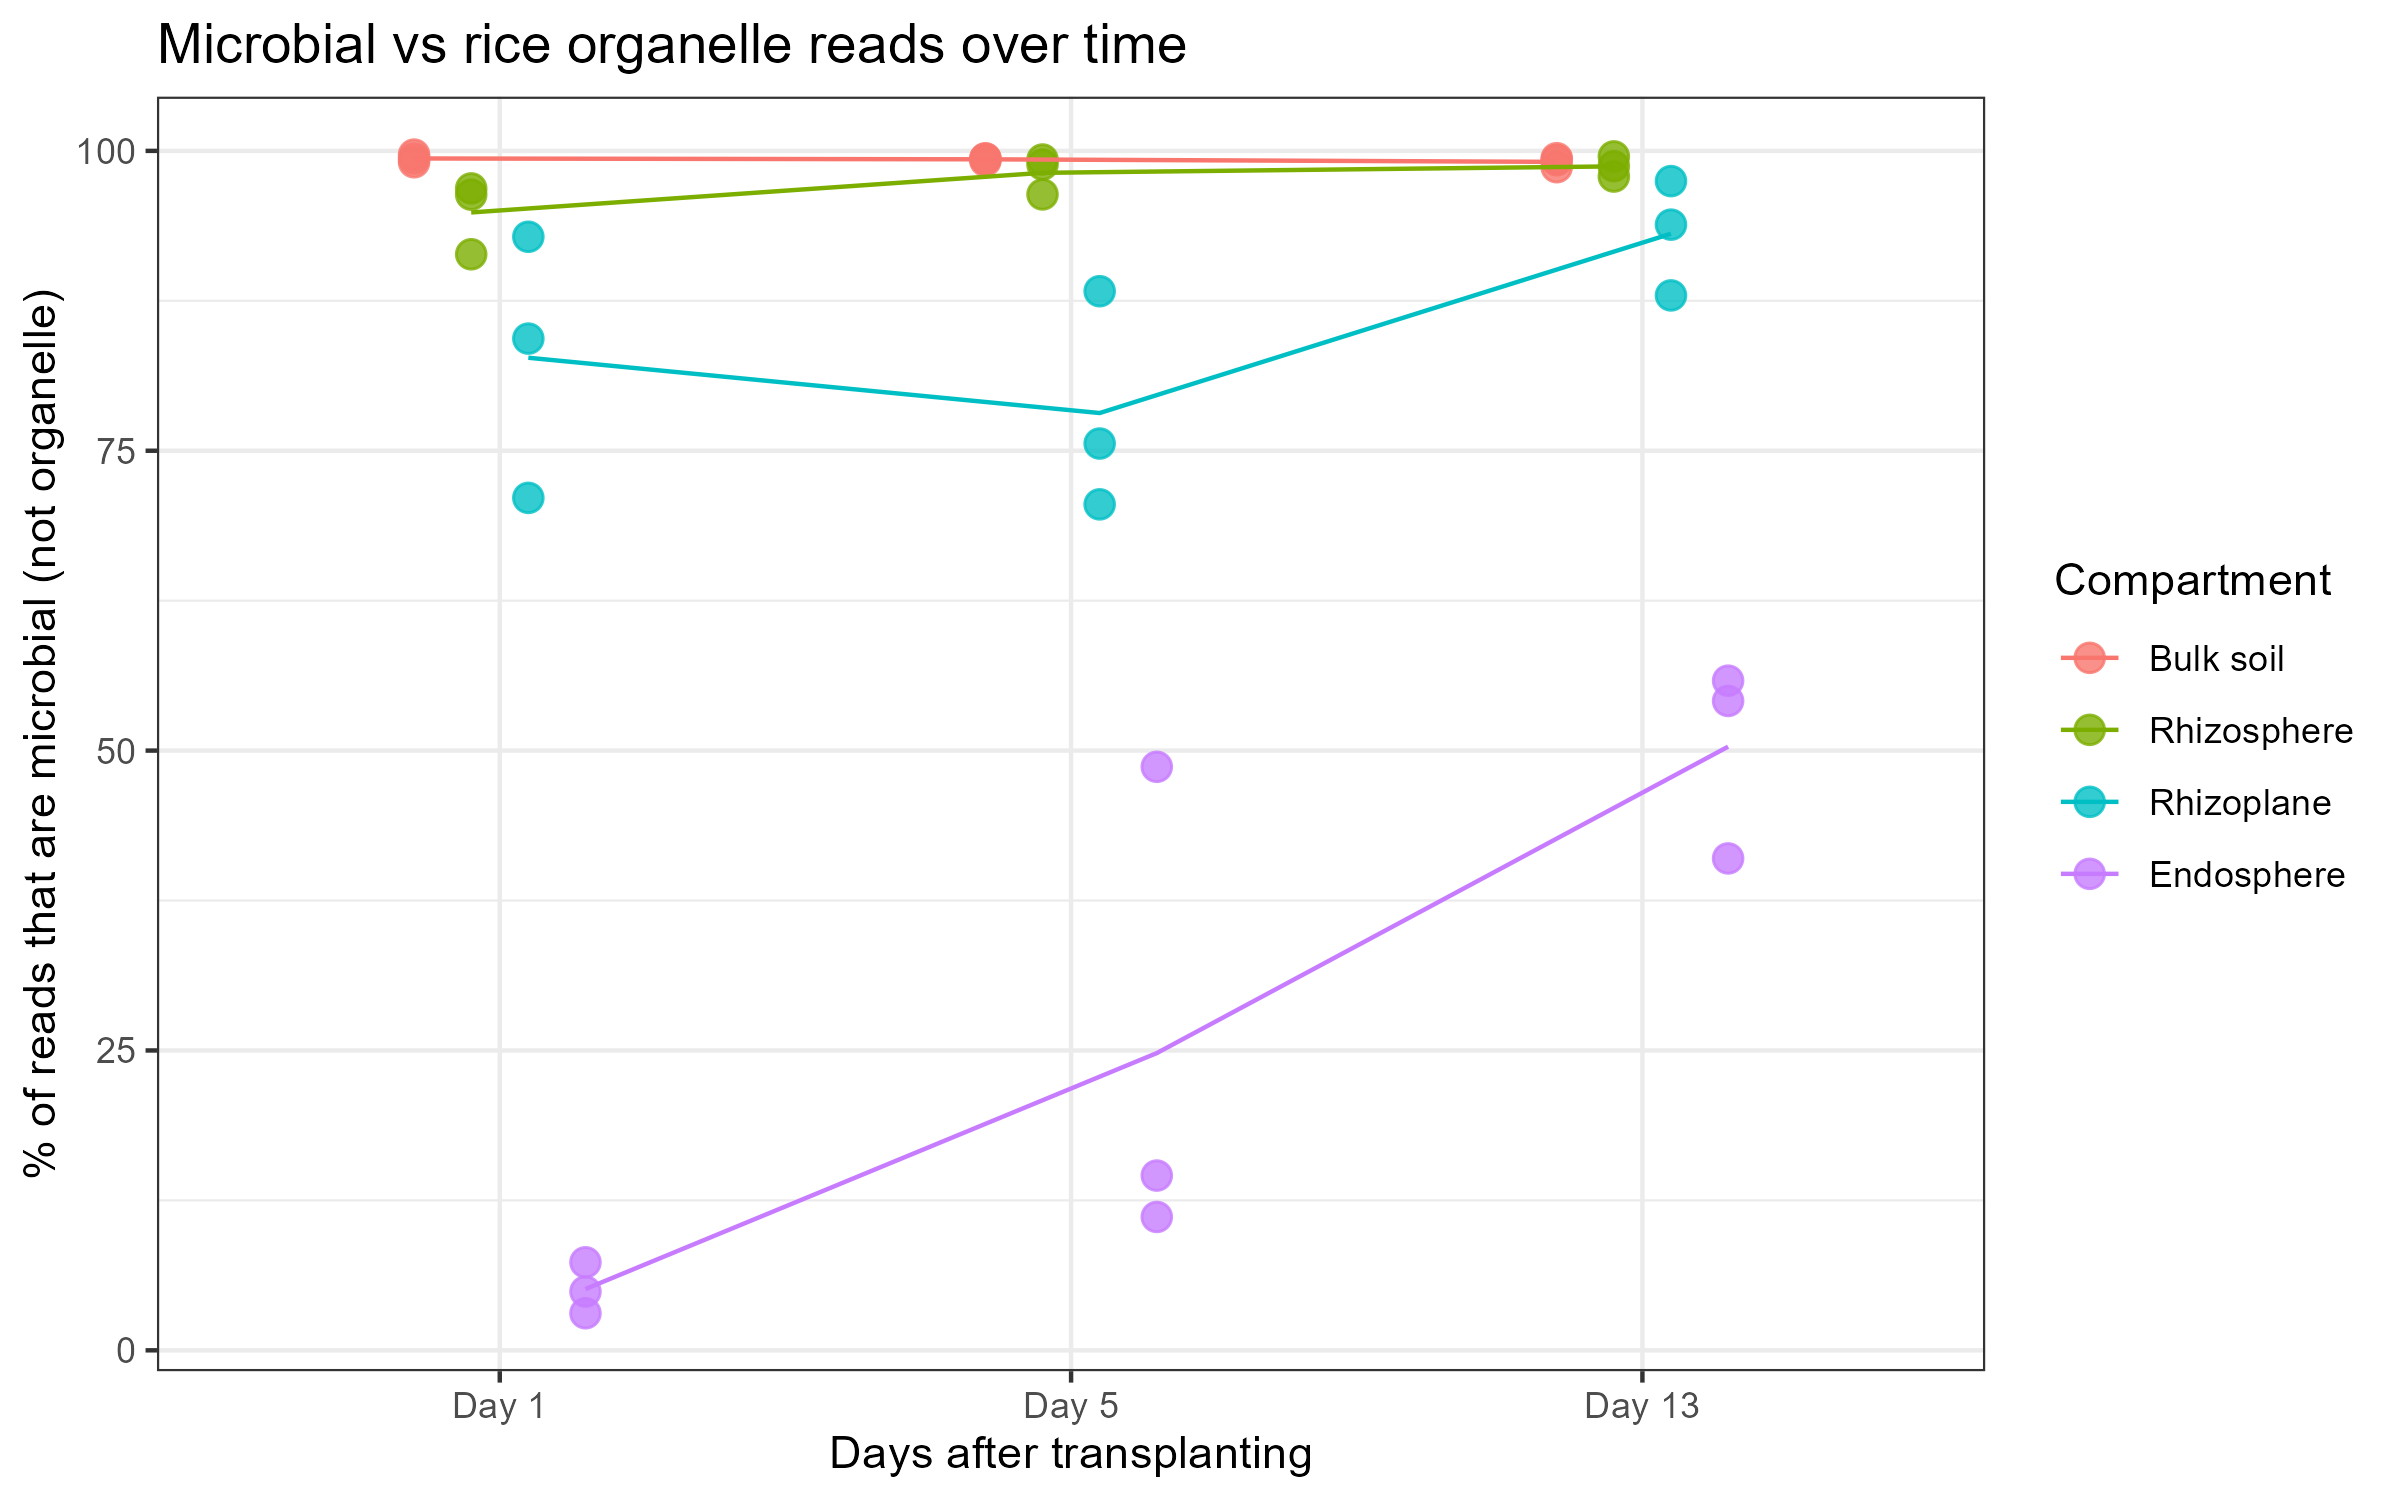 Microbial vs rice organelle reads over time
% of reads that are microbial (not organelle)
100
75
50
25
0
Day 1
Day 5
Day 13
Days after transplanting
Compartment
Bulk soil
Rhizosphere
Rhizoplane
Endosphere